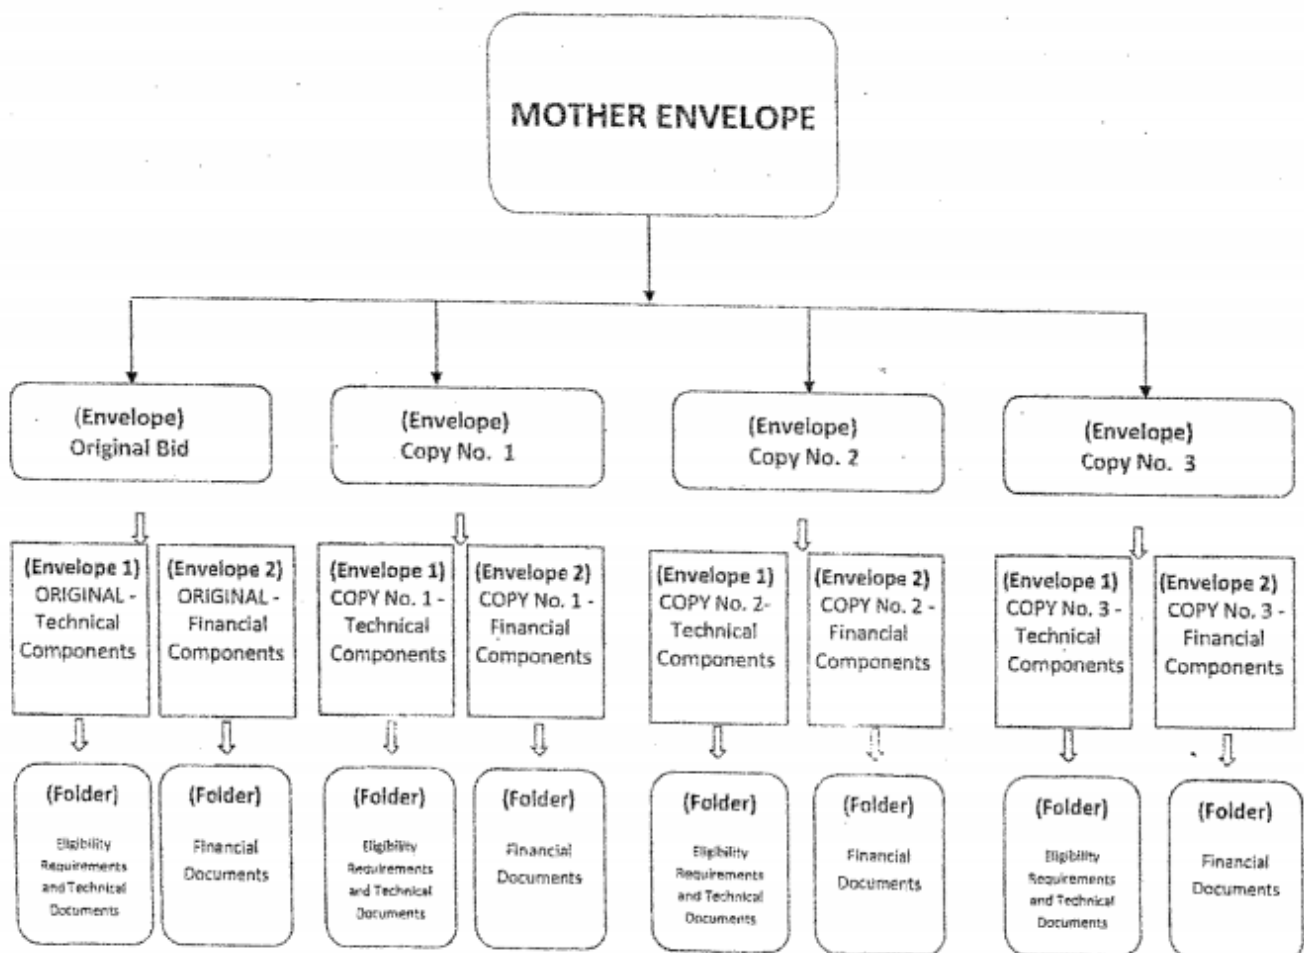 MOTHER ENVELOPE
(Envelope)
Original Bid
(Envelope)
Copy No. 1
(Envelope)
Copy No. 2
(Envelope)
Copy No. 3
(Envelope 1)
ORIGINAL -
Technical
Components
(Envelope 2)
ORIGINAL -
Financial
Components
(Envelope 1)
COPY No. 1 -
Technical
Components
(Envelope 2)
COPY No. 1 -
Financial
Components
(Envelope 1)
COPY No. 2-
Technical
Components
(Envelope 2)
COPY No. 2 -
Financial
Components
(Envelope 1)
COPY No. 3 -
Technical
Components
(Envelope 2)
COPY No. 3 -
Financial
Components
(Folder)
Eligibility
Requirements
and Technical
Documents
(Folder)
Financial
Documents
(Folder)
Eligibility
Requirements
and Technical
Documents
(Folder)
Financial
Documents
(Folder)
Eligibility
Requirements
and Technical
Documents
(Folder)
Financial
Documents
(Folder)
Eligibility
Requirements
and Technical
Documents
(Folder)
Financial
Documents